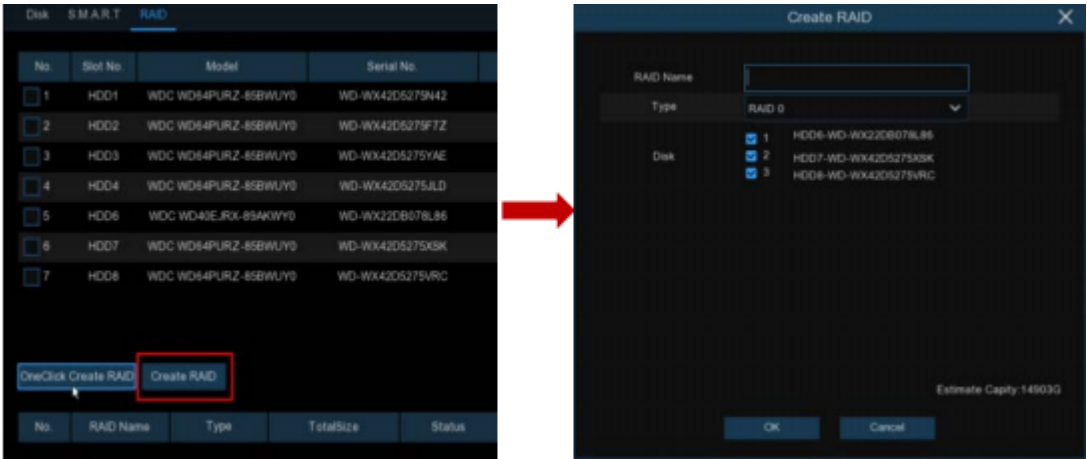 Disk S.M.A.R.T RAID
No. Slot No. Model Serial No.
1 HDD1 WDC WD64PURZ-85BWUY0 WD-WX42D5275N42
2 HDD2 WDC WD64PURZ-85BWUY0 WD-WX42D5275F7Z
3 HDD3 WDC WD64PURZ-85BWUY0 WD-WX42D5275YAE
4 HDD4 WDC WD64PURZ-85BWUY0 WD-WX42D5275JLD
5 HDD6 WDC WD40EJRX-89AKWY0 WD-WX22DB078L86
6 HDD7 WDC WD64PURZ-85BWUY0 WD-WX42D5275XSK
7 HDD8 WDC WD64PURZ-85BWUY0 WD-WX42D5275VRC
OneClick Create RAID Create RAID
No. RAID Name Type TotalSize Status
Create RAID
RAID Name
Type RAID 0
Disk
1 HDD6-WD-WX22DB078L86
2 HDD7-WD-WX42D5275XSK
3 HDD8-WD-WX42D5275VRC
Estimate Capity:14903G
OK Cancel